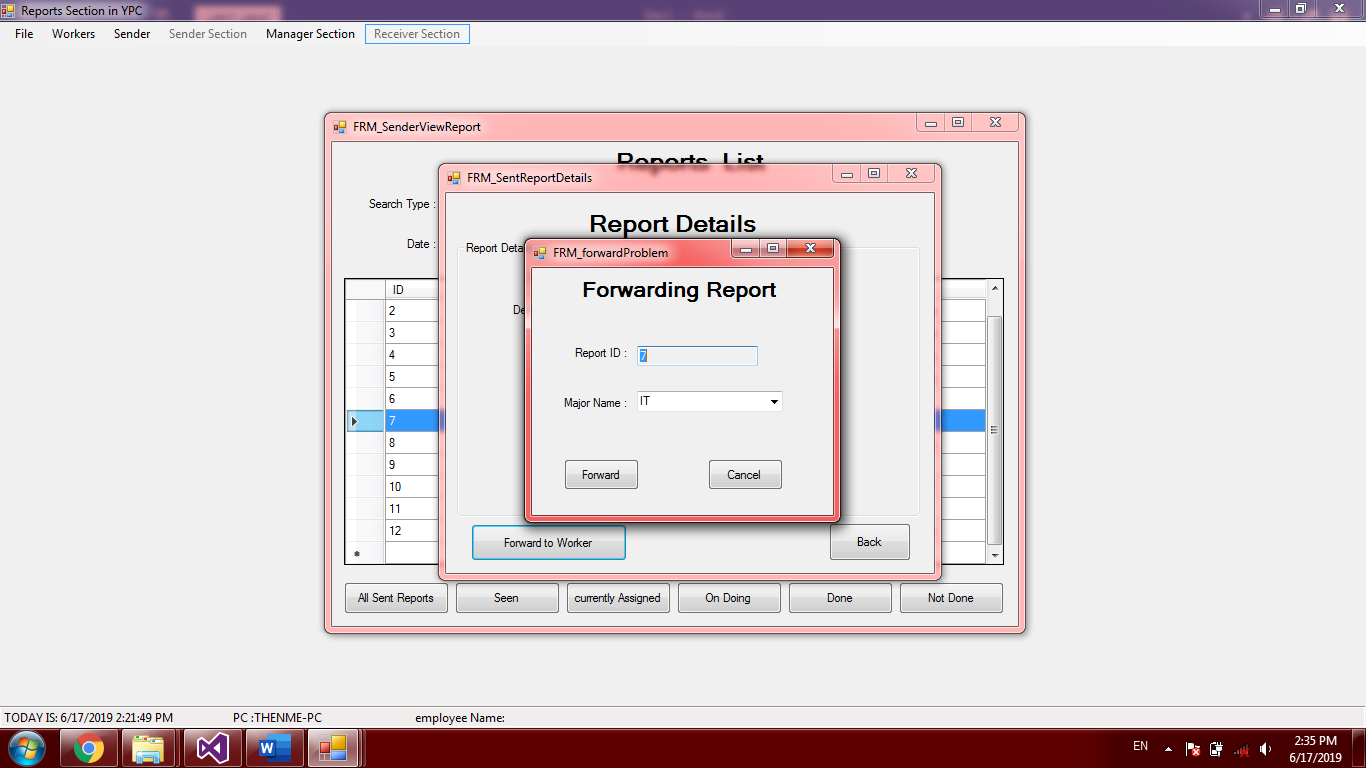 Reports Section in YPC
File Workers Sender Sender Section Manager Section Receiver Section
FRM_SenderViewReport
Reports List
Search Type :
Date :
ID
2
3
4
5
6
7
8
9
10
11
12
All Sent Reports Seen currently Assigned On Doing Done Not Done
FRM_SentReportDetails
Report Details
Report Deta
De
Forward to Worker Back
FRM_forwardProblem
Forwarding Report
Report ID : 7
Major Name : IT
Forward Cancel
TODAY IS: 6/17/2019 2:21:49 PM PC :THENME-PC employee Name:
EN 2:35 PM
6/17/2019